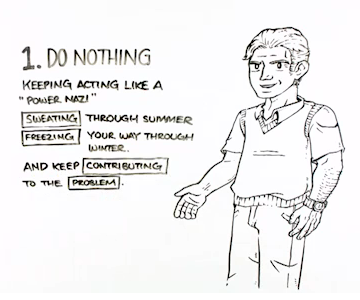 1. DO NOTHING
KEEPING ACTING LIKE A
"POWER NAZI"
SWEATING THROUGH SUMMER
FREEZING YOUR WAY THROUGH
WINTER.
AND KEEP CONTRIBUTING
TO THE PROBLEM.